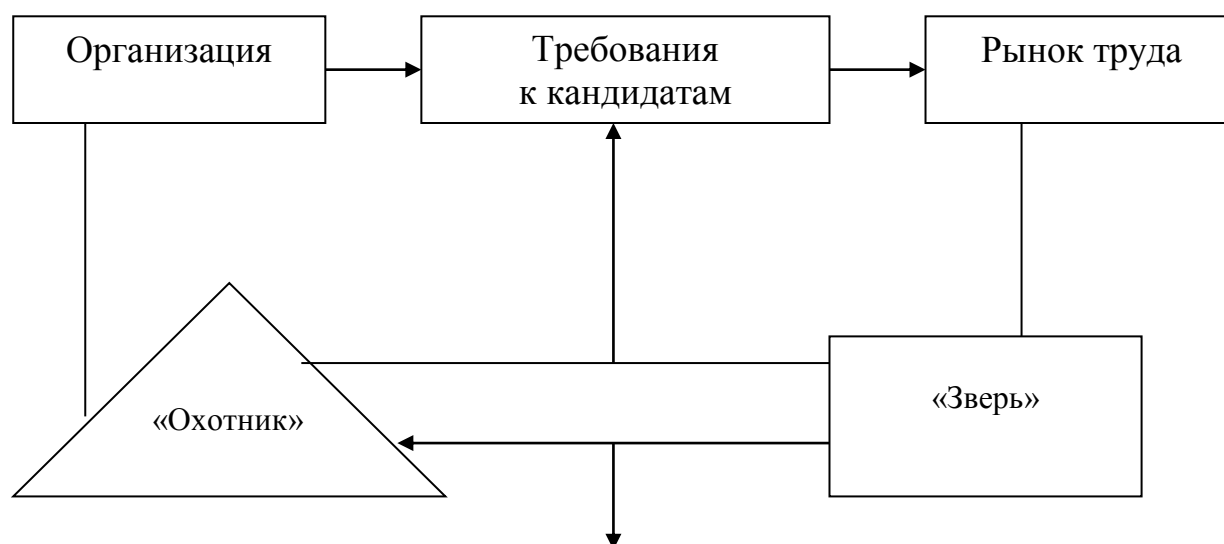 Организация
Требования
к кандидатам
Рынок труда
«Охотник»
«Зверь»